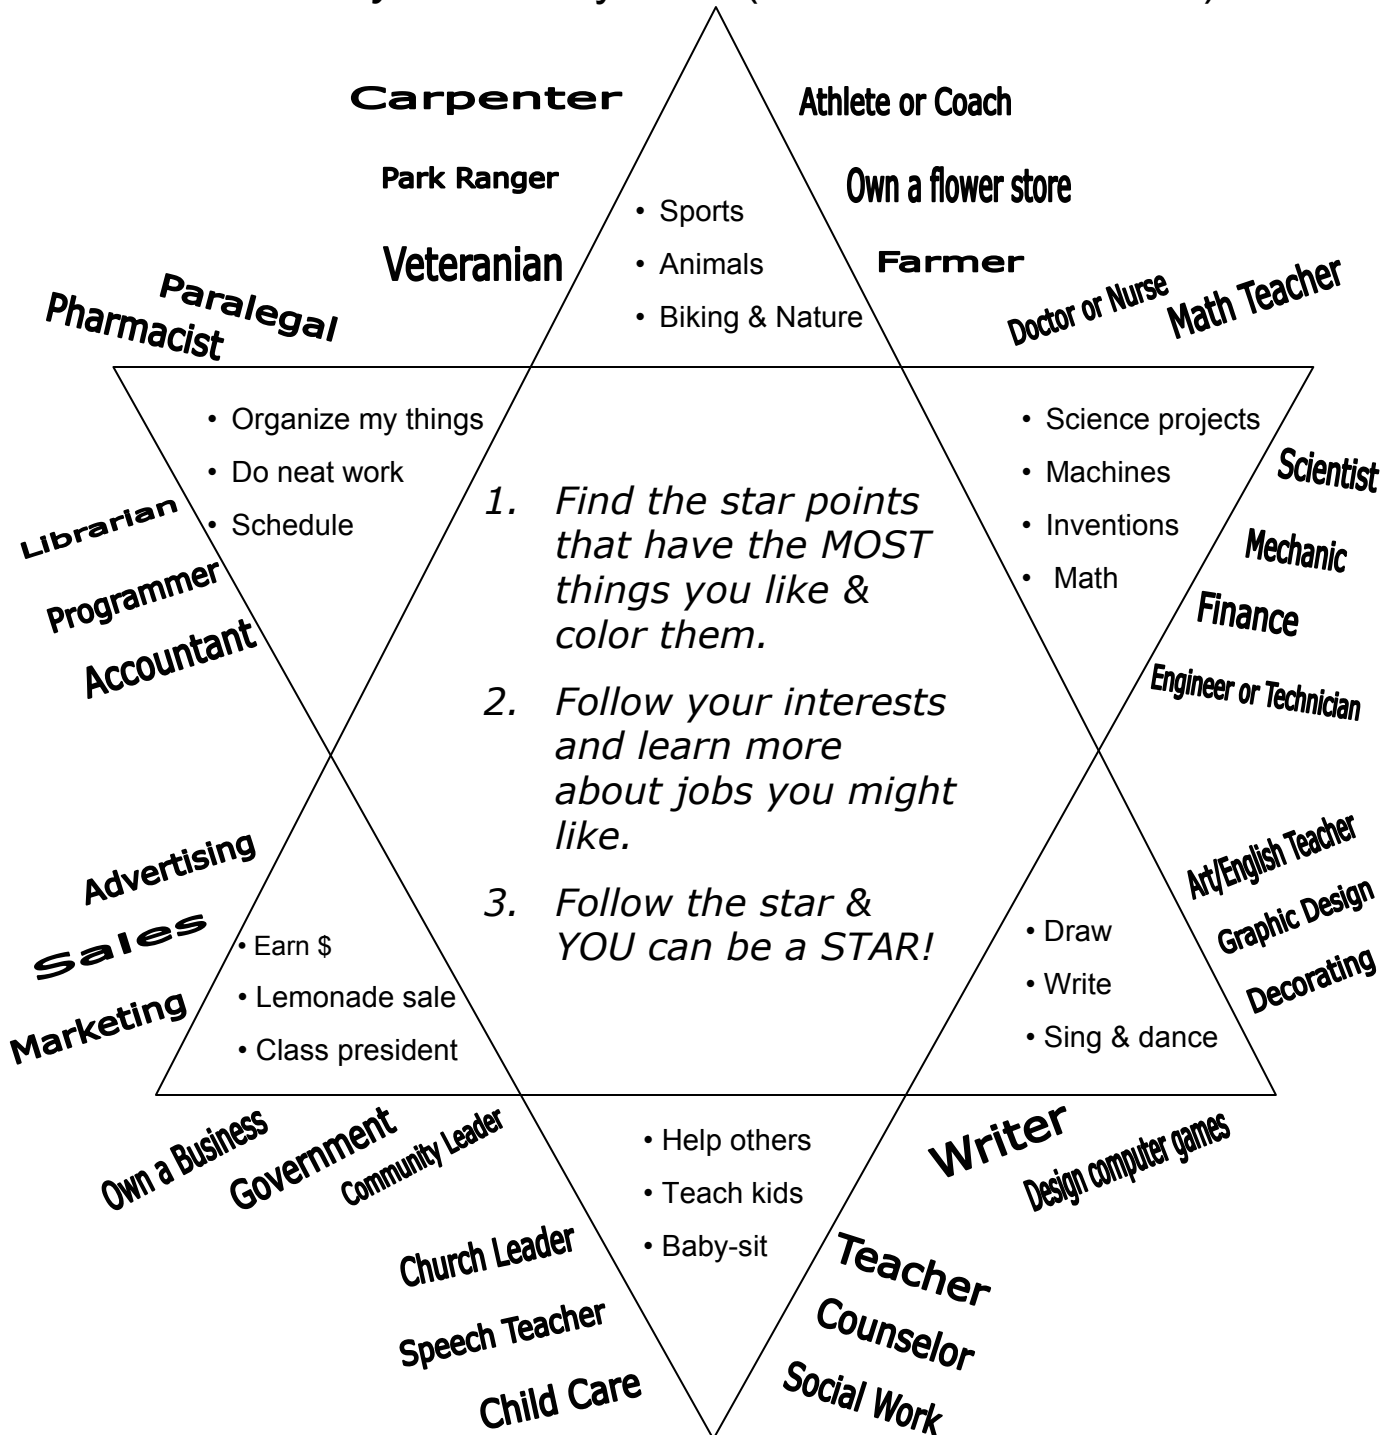 Carpenter
Athlete or Coach
Park Ranger
Own a flower store
Veteranian
Farmer
• Sports
• Animals
• Biking & Nature
Paralegal
Pharmacist
Doctor or Nurse
Math Teacher
• Organize my things
• Do neat work
• Schedule
• Science projects
• Machines
• Inventions
• Math
Librarian
Programmer
Accountant
Scientist
Mechanic
Finance
Engineer or Technician
1. Find the star points
that have the MOST
things you like &
color them.
2. Follow your interests
and learn more
about jobs you might
like.
3. Follow the star &
YOU can be a STAR!
Advertising
Sales
Marketing
• Earn $
• Lemonade sale
• Class president
• Draw
• Write
• Sing & dance
Art/English Teacher
Graphic Design
Decorating
Own a Business
Government
Community Leader
• Help others
• Teach kids
• Baby-sit
Writer
Design computer games
Church Leader
Speech Teacher
Child Care
Teacher
Counselor
Social Work